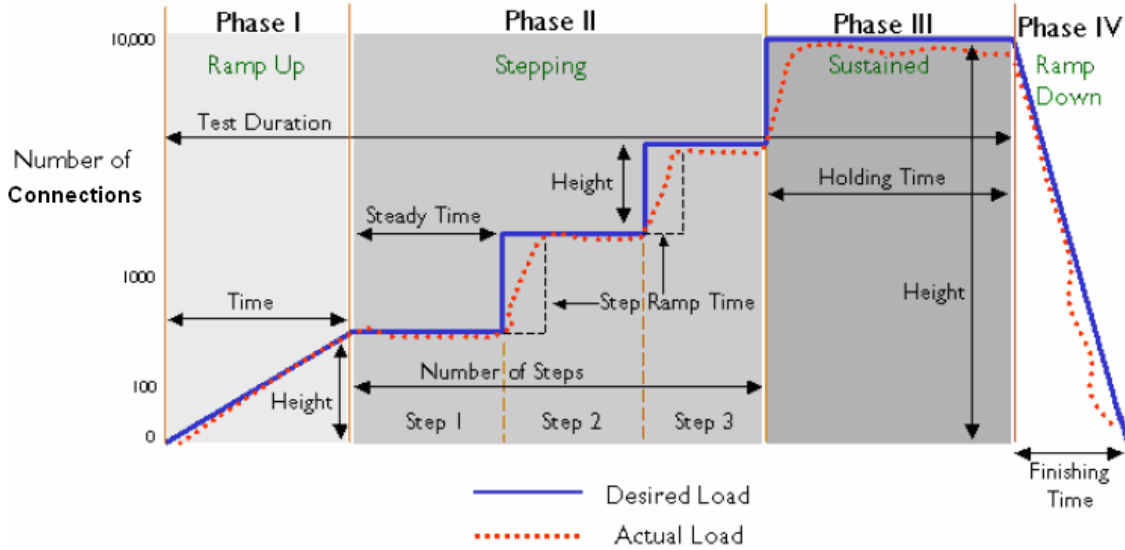 Phase I
Phase II
Phase III
Phase IV
10,000
Ramp Up
Stepping
Sustained
Ramp
Down
Test Duration
Number of
Connections
Height
Holding Time
Steady Time
1000
Time
Step Ramp Time
Height
Number of Steps
100
Height
0
Step 1
Step 2
Step 3
Finishing
Time
Desired Load
Actual Load